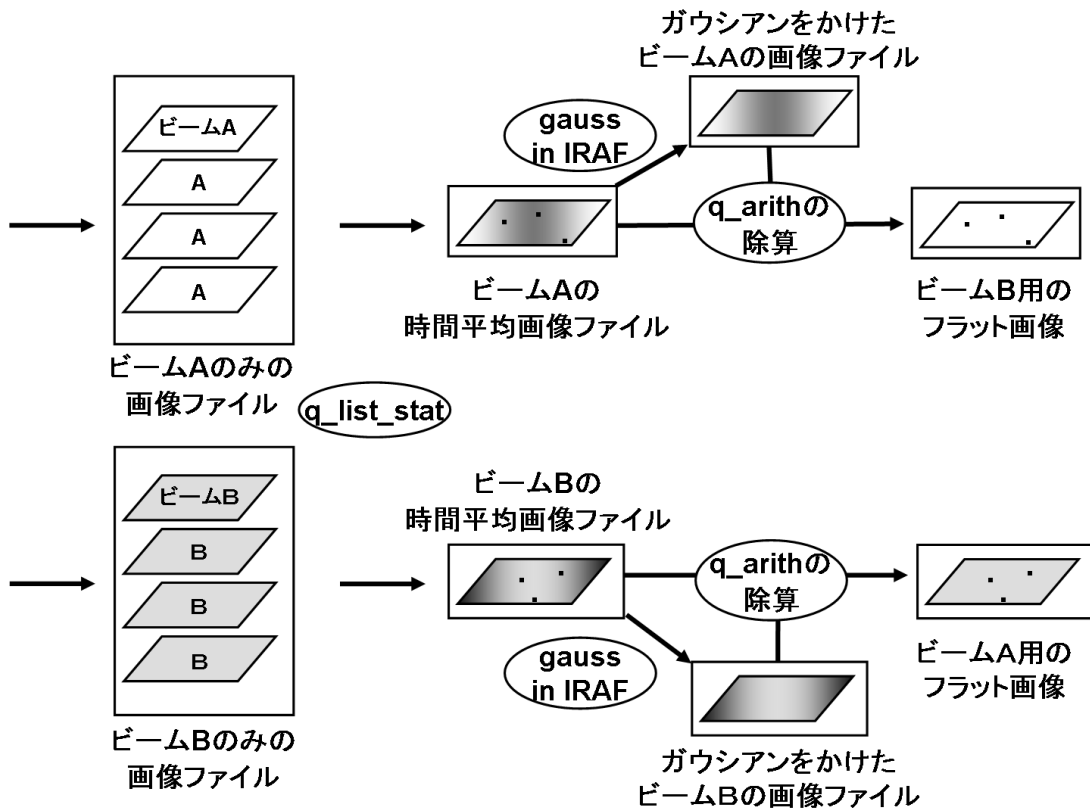 ガウシアンをかけた
ビームAの画像ファイル
ビームA
A
A
A
gauss
in IRAF
q_arithの
除算
ビームAの
時間平均画像ファイル
ビームB用の
フラット画像
ビームAのみの
画像ファイル
q_list_stat
ビームB
B
B
B
ビームBの
時間平均画像ファイル
q_arithの
除算
gauss
in IRAF
ビームA用の
フラット画像
ビームBのみの
画像ファイル
ガウシアンをかけた
ビームBの画像ファイル